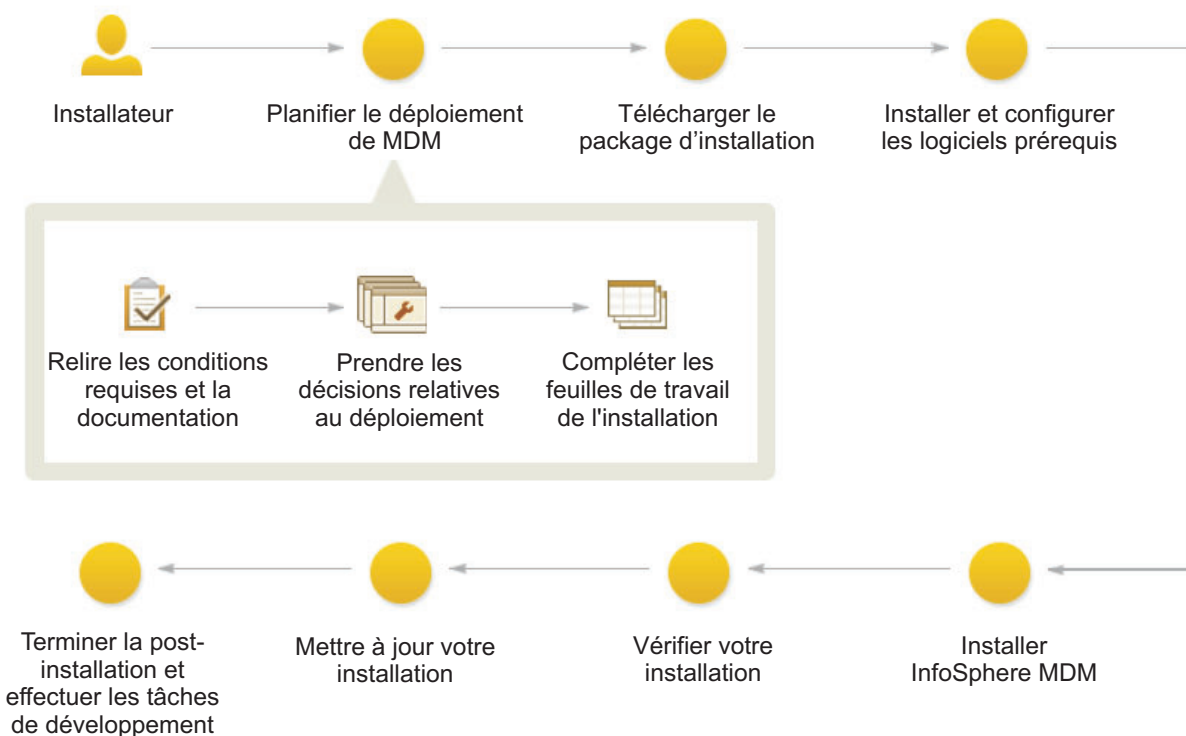 Installateur
Planifier le déploiement
de MDM
Télécharger le
package d'installation
Installer et configurer
les logiciels prérequis
Relire les conditions
requises et la
documentation
Prendre les
décisions relatives
au déploiement
Compléter les
feuilles de travail
de l'installation
Terminer la post-
installation et
effectuer les tâches
de développement
Mettre à jour votre
installation
Vérifier votre
installation
Installer
InfoSphere MDM